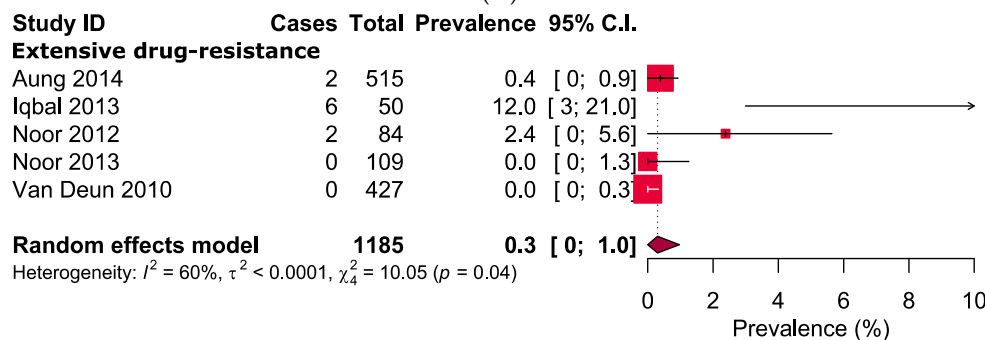 Study ID Cases Total Prevalence 95% C.I.
Extensive drug-resistance
Aung 2014 2 515 0.4 [ 0; 0.9]
Iqbal 2013 6 50 12.0 [ 3; 21.0]
Noor 2012 2 84 2.4 [ 0; 5.6]
Noor 2013 0 109 0.0 [ 0; 1.3]
Van Deun 2010 0 427 0.0 [ 0; 0.3]
Random effects model 1185 0.3 [ 0; 1.0]
Heterogeneity: I² = 60%, τ² < 0.0001, χ²₄ = 10.05 (p = 0.04)
0 2 4 6 8 10
Prevalence (%)